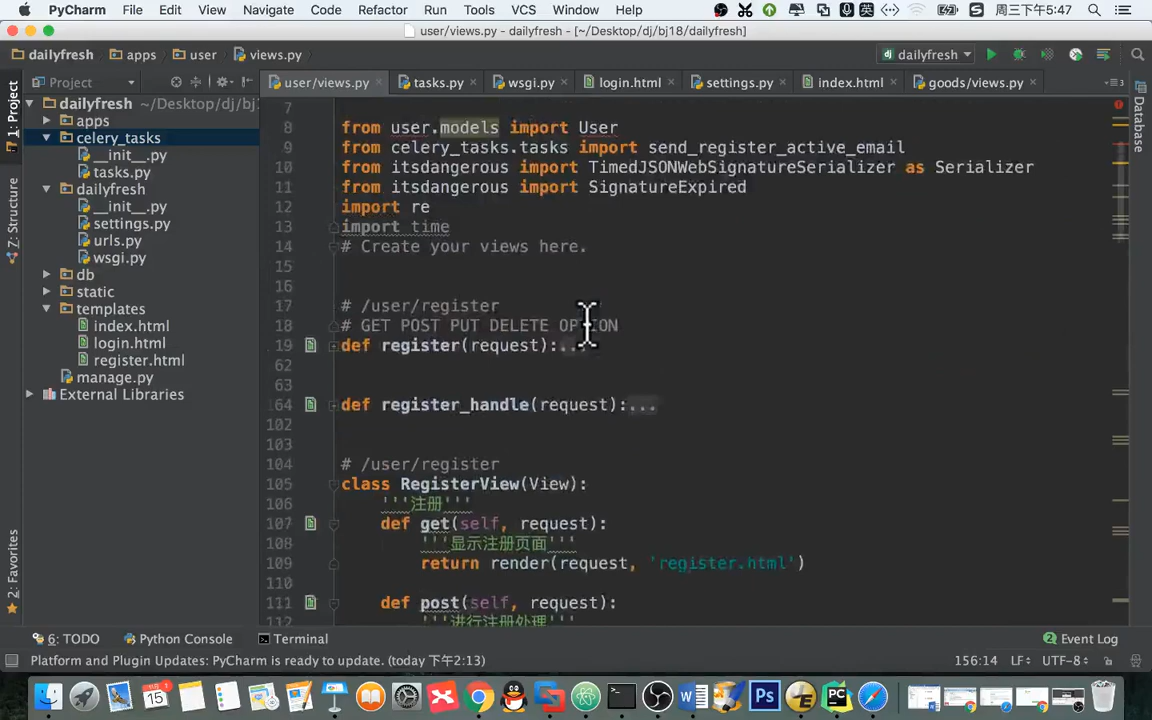 PyCharm File Edit View Navigate Code Refactor Run Tools VCS Window Help 周三下午5:47
user/views.py - dailyfresh - [~/Desktop/dj/bj18/dailyfresh]
dailyfresh apps user views.py dailyfresh
Project
user/views.py tasks.py wsgi.py login.html settings.py index.html goods/views.py
1: Project
7: Structure
2: Favorites
Database
dailyfresh ~/Desktop/dj/bj1
apps
celery_tasks
__init__.py
tasks.py
dailyfresh
__init__.py
settings.py
urls.py
wsgi.py
db
static
templates
index.html
login.html
register.html
manage.py
External Libraries
7
8 from user.models import User
9 from celery_tasks.tasks import send_register_active_email
10 from itsdangerous import TimedJSONWebSignatureSerializer as Serializer
11 from itsdangerous import SignatureExpired
12 import re
13 import time
14 # Create your views here.
15
16
17 # /user/register
18 # GET POST PUT DELETE OPTION
19 def register(request):...
62
63
64 def register_handle(request):...
102
103
104 # /user/register
105 class RegisterView(View):
106 '''注册'''
107 def get(self, request):
108 '''显示注册页面'''
109 return render(request, 'register.html')
110
111 def post(self, request):
112 '''进行注册处理'''
6: TODO Python Console Terminal Event Log
Platform and Plugin Updates: PyCharm is ready to update. (today 下午2:13) 156:14 LF UTF-8